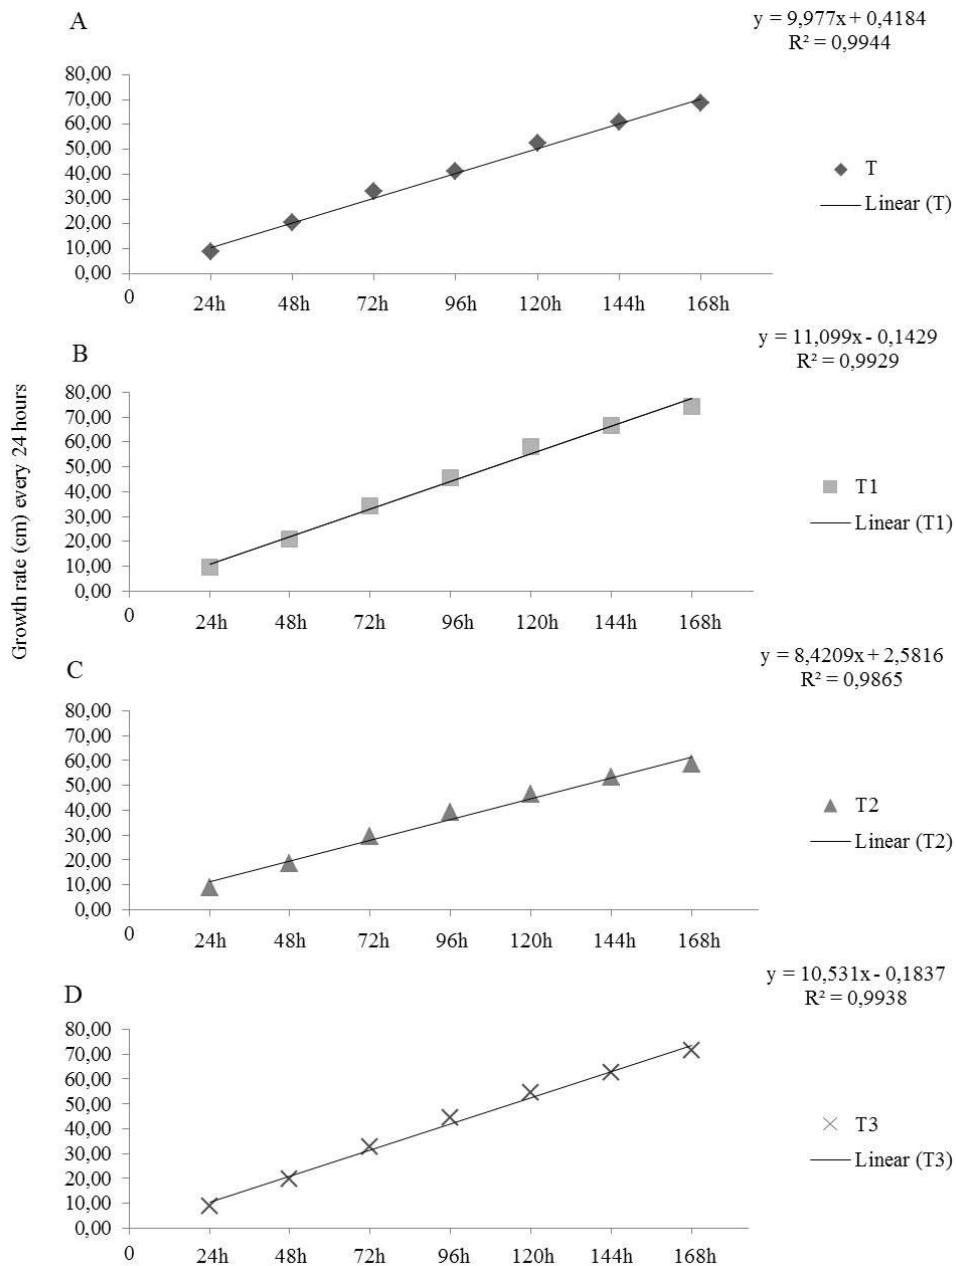 A
y = 9,977x + 0,4184
R² = 0,9944
80,00
70,00
60,00
50,00
40,00
30,00
20,00
10,00
0,00
0
24h 48h 72h 96h 120h 144h 168h
T
Linear (T)
B
y = 11,099x - 0,1429
R² = 0,9929
80,00
70,00
60,00
50,00
40,00
30,00
20,00
10,00
0,00
0
24h 48h 72h 96h 120h 144h 168h
T1
Linear (T1)
Growth rate (cm) every 24 hours
C
y = 8,4209x + 2,5816
R² = 0,9865
80,00
70,00
60,00
50,00
40,00
30,00
20,00
10,00
0,00
0
24h 48h 72h 96h 120h 144h 168h
T2
Linear (T2)
D
y = 10,531x - 0,1837
R² = 0,9938
80,00
70,00
60,00
50,00
40,00
30,00
20,00
10,00
0,00
0
24h 48h 72h 96h 120h 144h 168h
T3
Linear (T3)